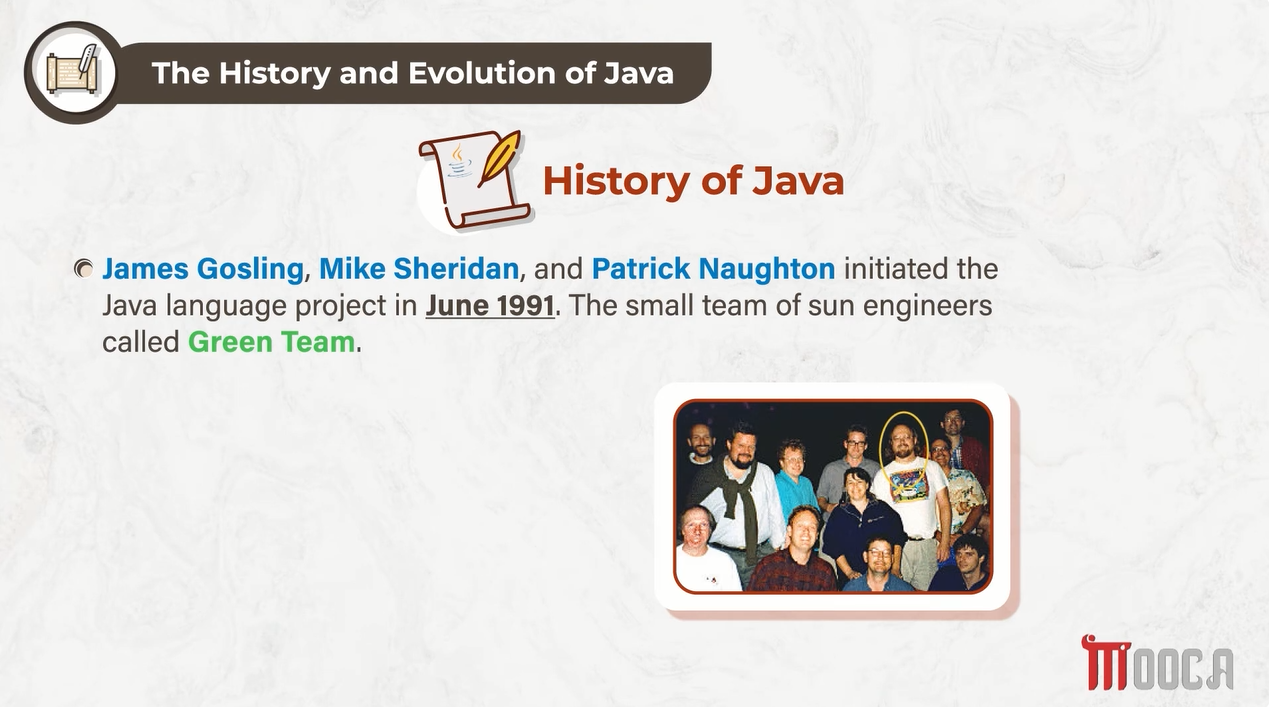 The History and Evolution of Java
History of Java
James Gosling, Mike Sheridan, and Patrick Naughton initiated the
Java language project in June 1991. The small team of sun engineers
called Green Team.
MOOCA